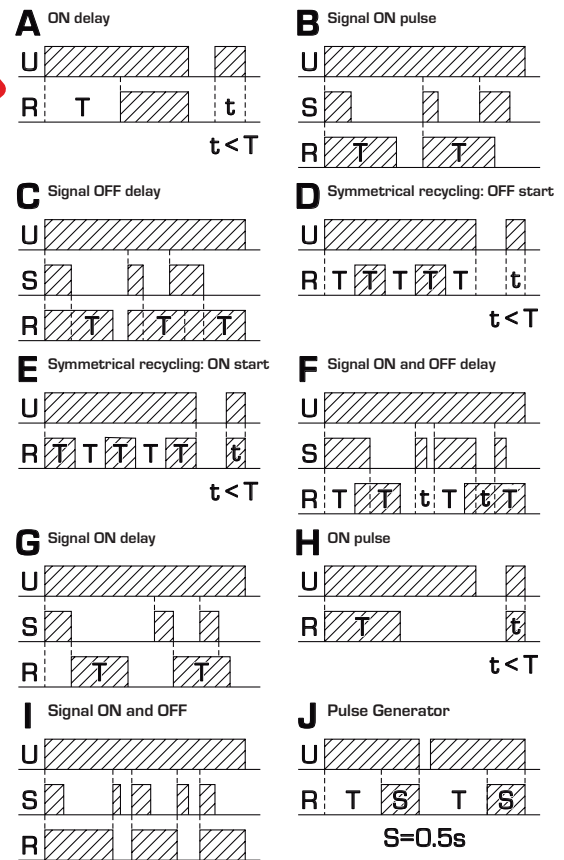 A ON delay
U
R T t
t<T
B Signal ON pulse
U
S
R T T
C Signal OFF delay
U
S
R T T T
D Symmetrical recycling: OFF start
U
R T T T T T t
t<T
E Symmetrical recycling: ON start
U
R T T T T T t
t<T
F Signal ON and OFF delay
U
S
R T T t T t T
G Signal ON delay
U
S
R T T
H ON pulse
U
R T t
t<T
I Signal ON and OFF
U
S
R
J Pulse Generator
U
R T S T S
S=0.5s